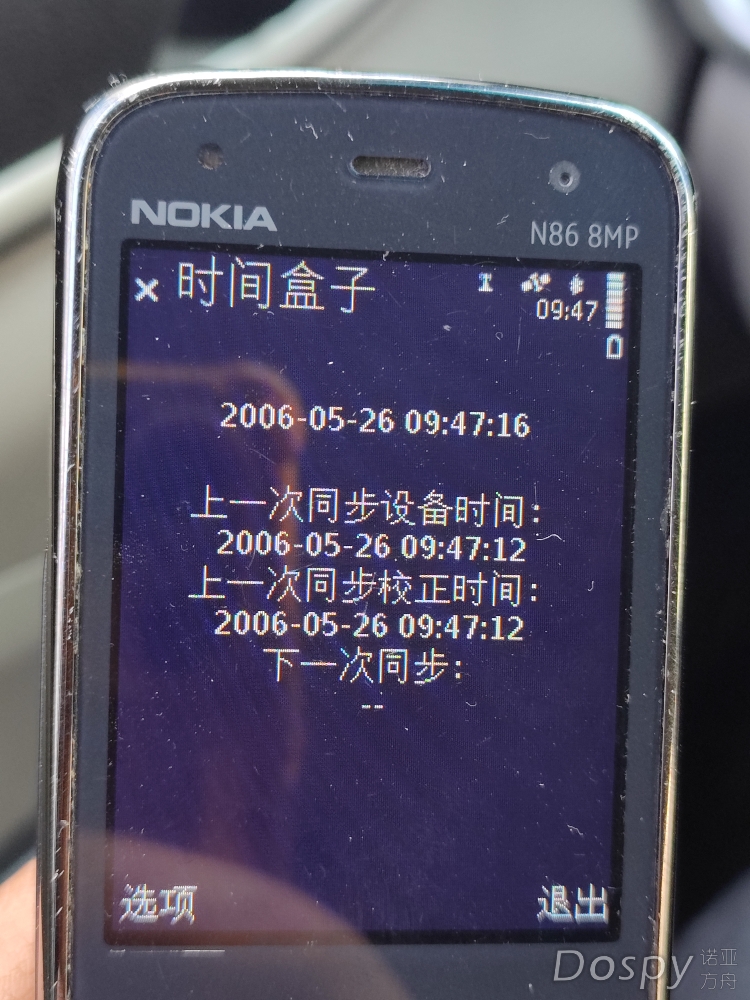 NOKIA
N86 8MP
时间盒子
09:47
2006-05-26 09:47:16
上一次同步设备时间:
2006-05-26 09:47:12
上一次同步校正时间:
2006-05-26 09:47:12
下一次同步:
--
选项
退出
Dospy 诺亚
方舟